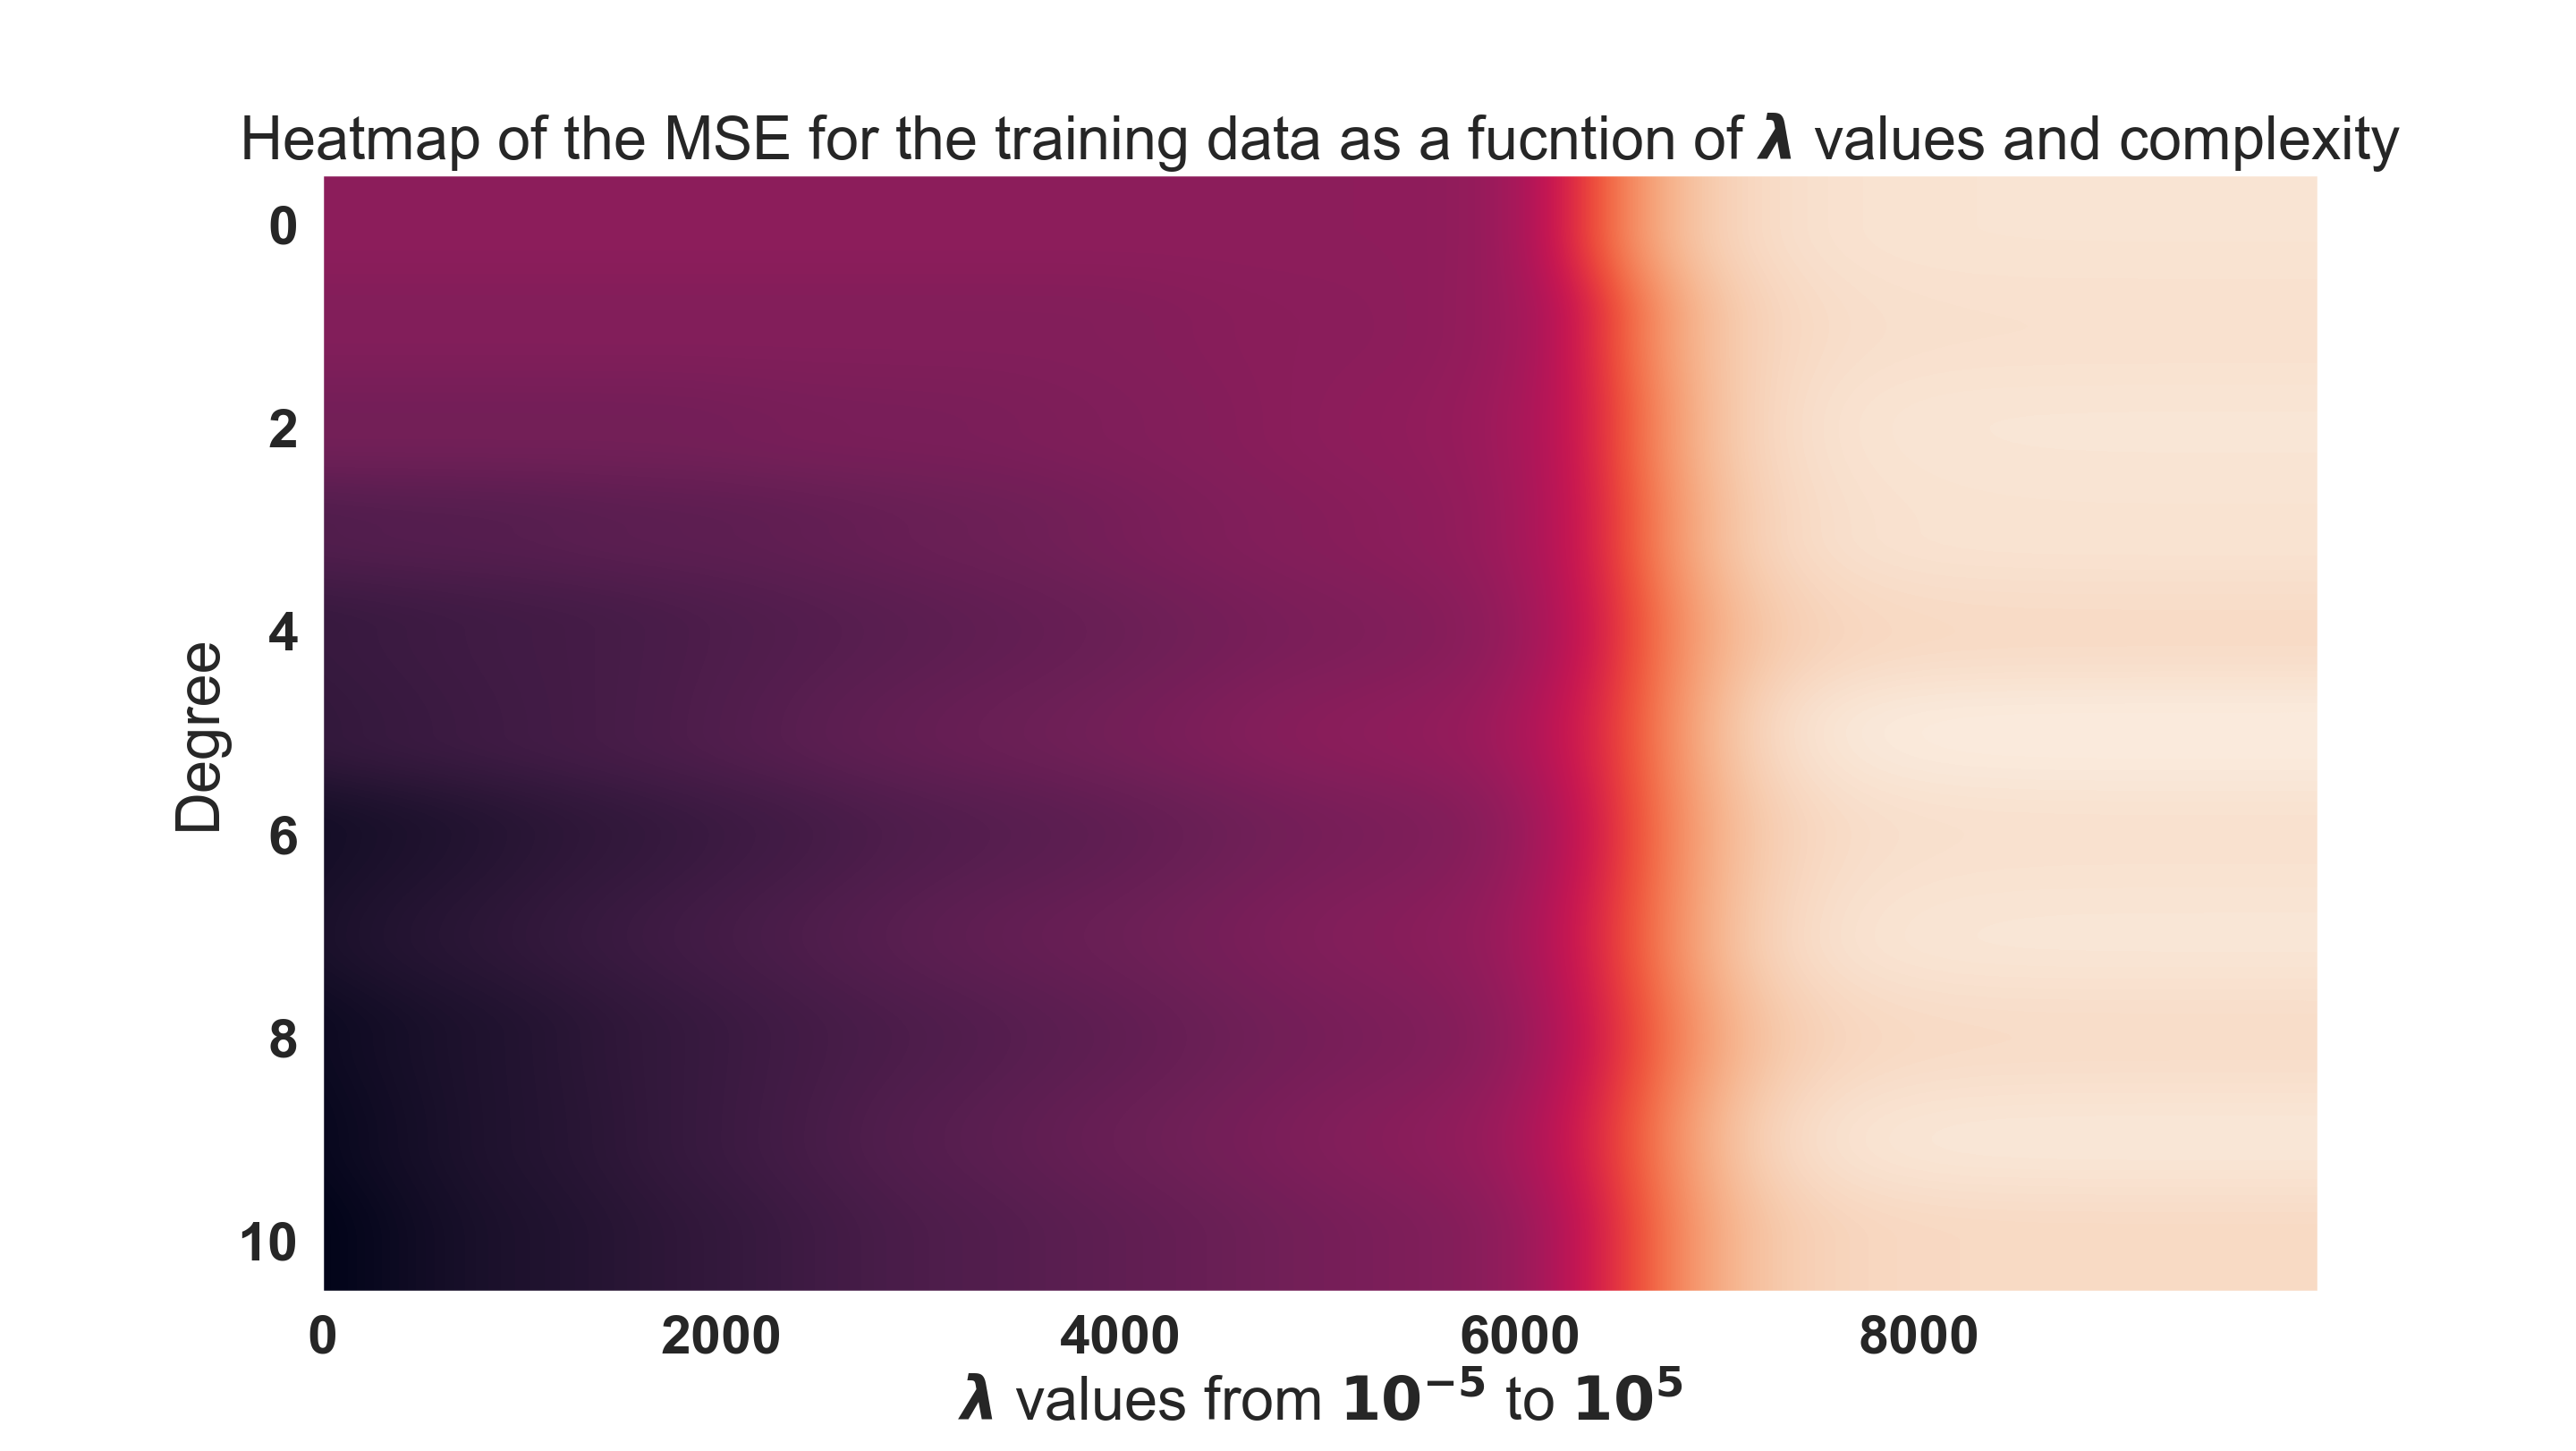 Heatmap of the MSE for the training data as a fucntion of λ values and complexity
0
2
4
6
8
10
Degree
0 2000 4000 6000 8000
λ values from 10⁻⁵ to 10⁵